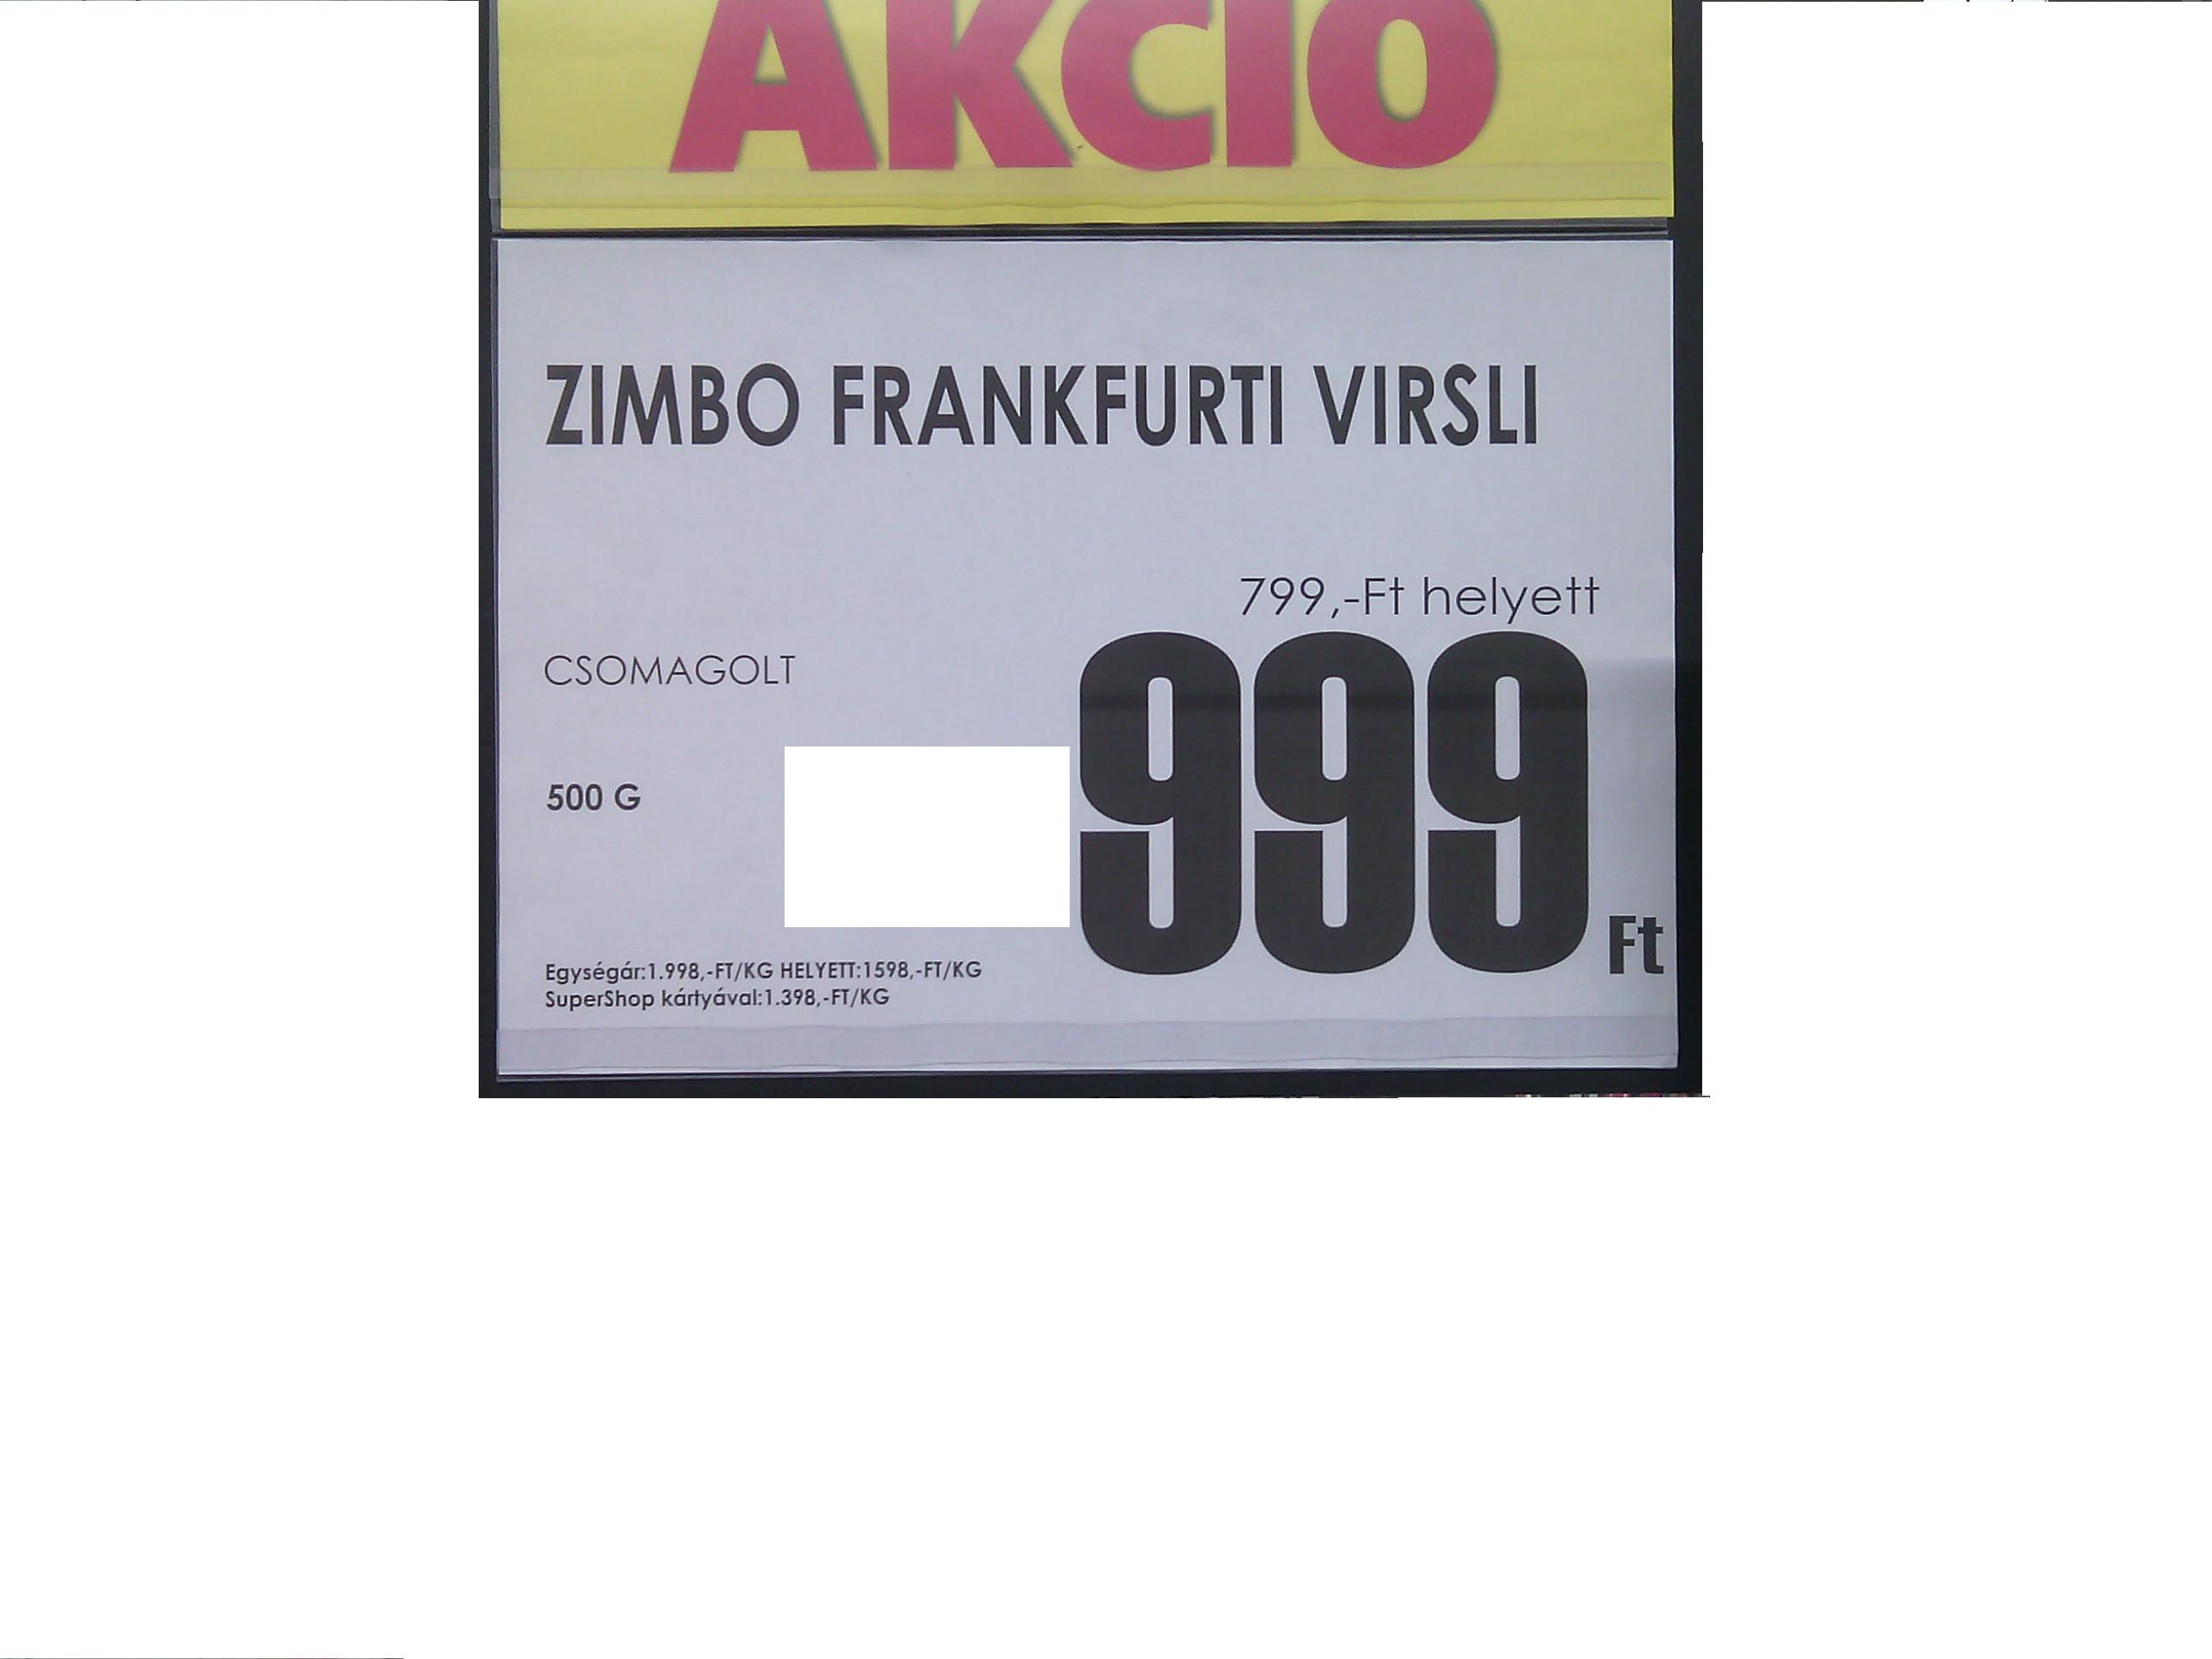 AKCIÓ
ZIMBO FRANKFURTI VIRSLI
799,-Ft helyett
CSOMAGOLT
999 Ft
500 G
Egységár:1.998,-FT/KG HELYETT:1598,-FT/KG
SuperShop kártyával:1.398,-FT/KG